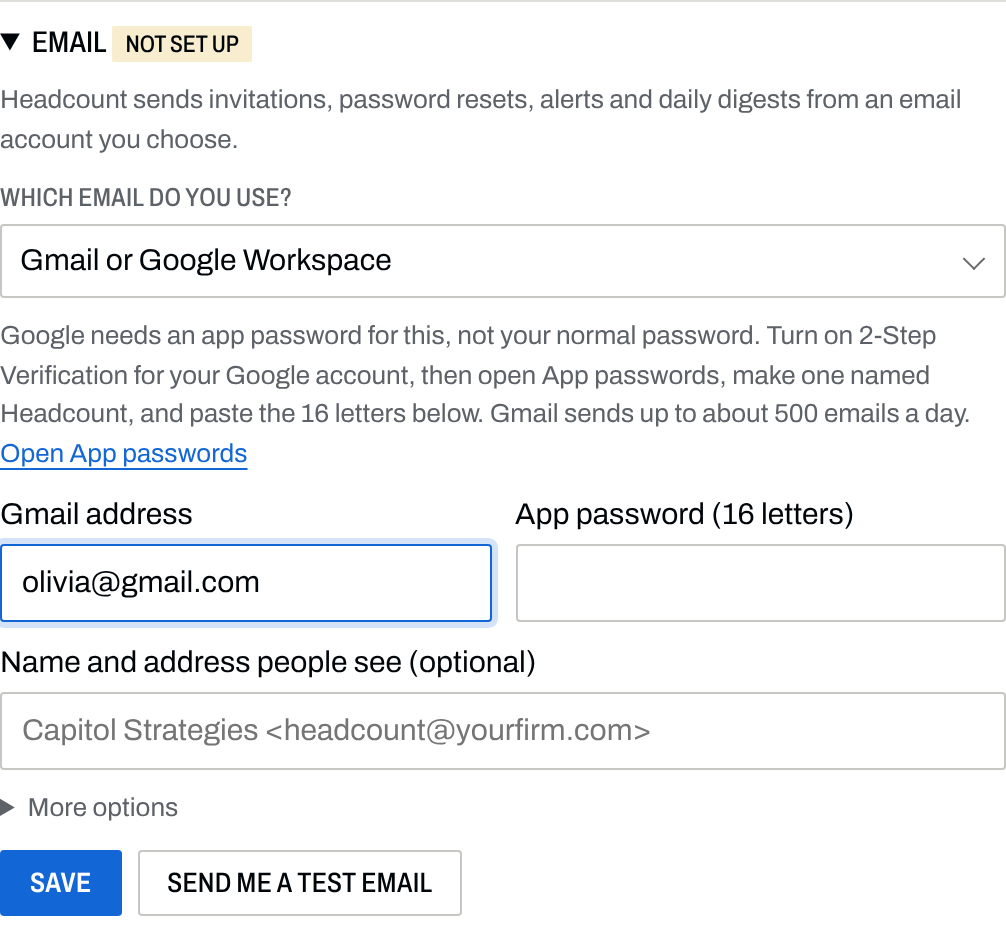 EMAIL NOT SET UP
Headcount sends invitations, password resets, alerts and daily digests from an email
account you choose.
WHICH EMAIL DO YOU USE?
Gmail or Google Workspace
Google needs an app password for this, not your normal password. Turn on 2-Step
Verification for your Google account, then open App passwords, make one named
Headcount, and paste the 16 letters below. Gmail sends up to about 500 emails a day.
Open App passwords
Gmail address App password (16 letters)
olivia@gmail.com
Name and address people see (optional)
Capitol Strategies <headcount@yourfirm.com>
More options
SAVE SEND ME A TEST EMAIL